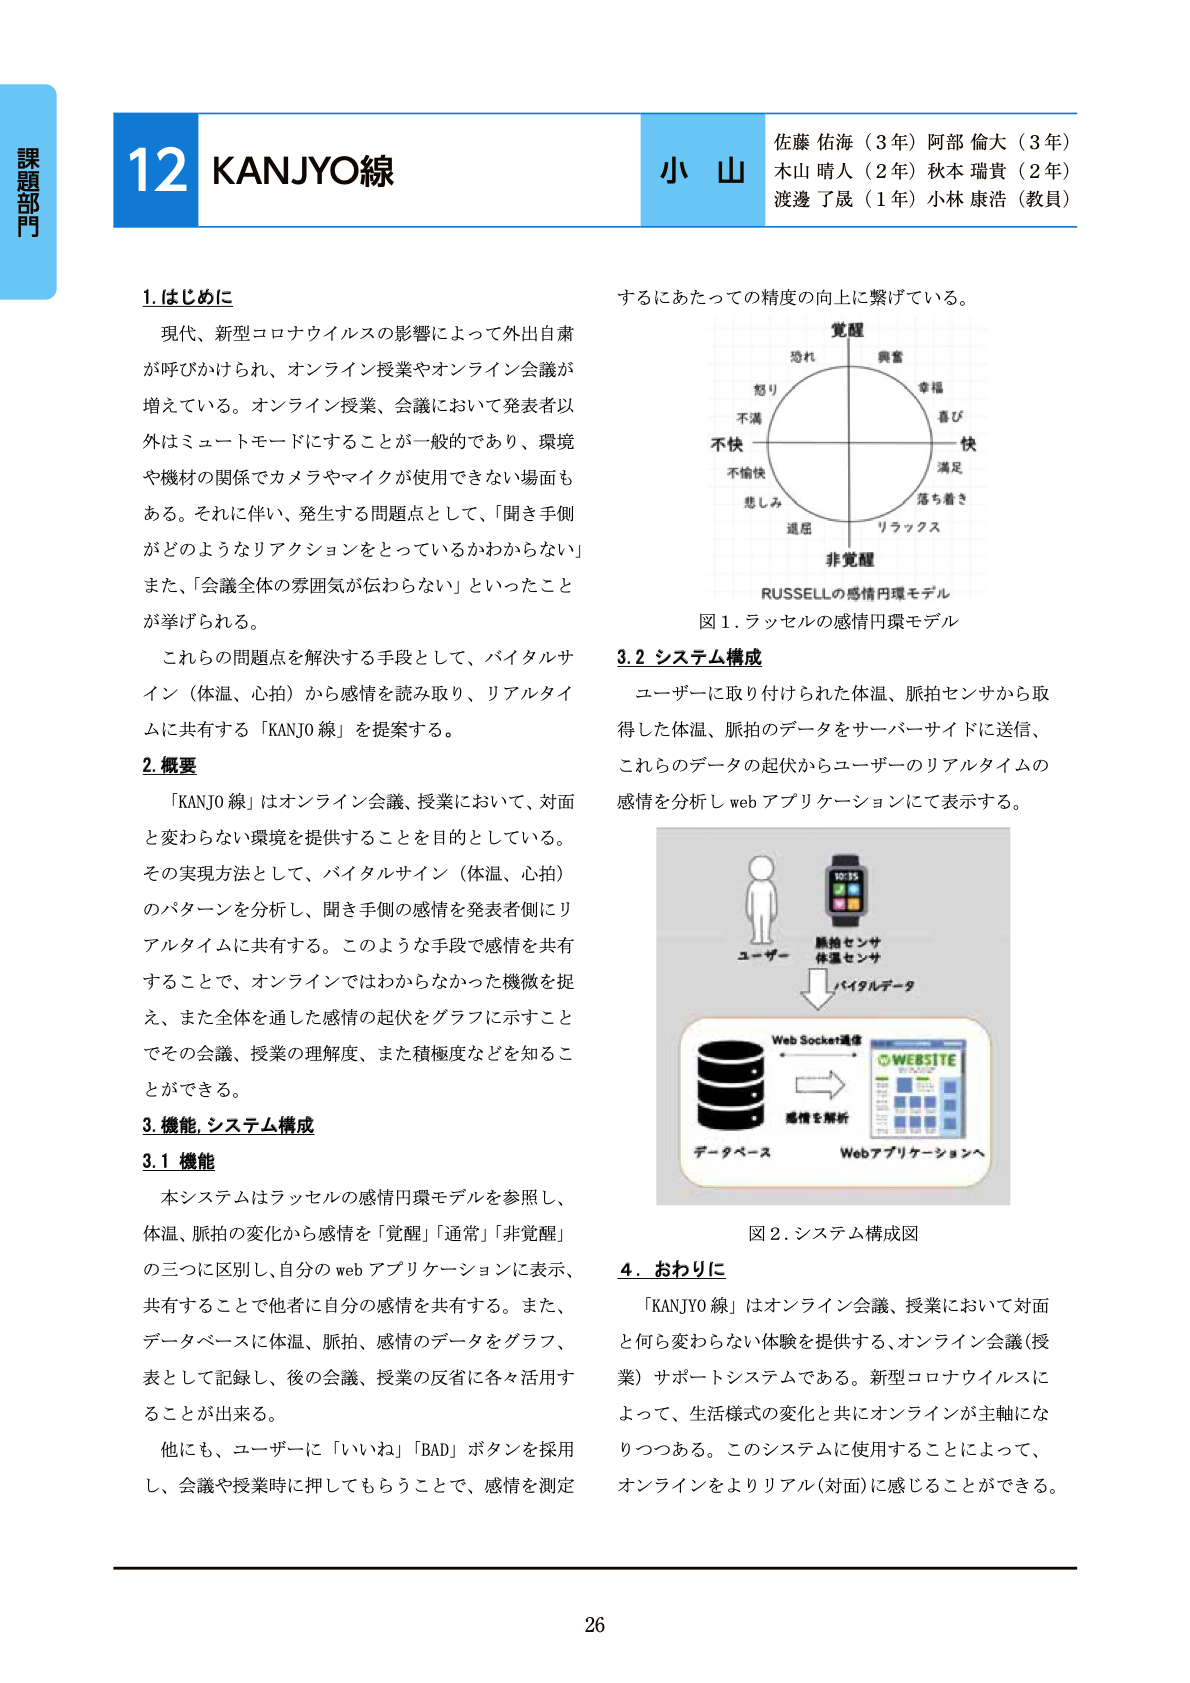 課題部門
12
KANJYO線
小 山
佐藤 佑海（３年）阿部 倫大（３年）
木山 晴人（２年）秋本 瑞貴（２年）
渡邊 了晟（１年）小林 康浩（教員）
1. はじめに
現代、新型コロナウイルスの影響によって外出自粛
が呼びかけられ、オンライン授業やオンライン会議が
増えている。オンライン授業、会議において発表者以
外はミュートモードにすることが一般的であり、環境
や機材の関係でカメラやマイクが使用できない場面も
ある。それに伴い、発生する問題点として、「聞き手側
がどのようなリアクションをとっているかわからない」
また、「会議全体の雰囲気が伝わらない」といったこと
が挙げられる。
これらの問題点を解決する手段として、バイタルサ
イン（体温、心拍）から感情を読み取り、リアルタイ
ムに共有する「KANJO 線」を提案する。
2. 概要
「KANJO 線」はオンライン会議、授業において、対面
と変わらない環境を提供することを目的としている。
その実現方法として、バイタルサイン（体温、心拍）
のパターンを分析し、聞き手側の感情を発表者側にリ
アルタイムに共有する。このような手段で感情を共有
することで、オンラインではわからなかった機微を捉
え、また全体を通した感情の起伏をグラフに示すこと
でその会議、授業の理解度、また積極度などを知るこ
とができる。
3. 機能, システム構成
3.1 機能
本システムはラッセルの感情円環モデルを参照し、
体温、脈拍の変化から感情を「覚醒」「通常」「非覚醒」
の三つに区別し、自分の web アプリケーションに表示、
共有することで他者に自分の感情を共有する。また、
データベースに体温、脈拍、感情のデータをグラフ、
表として記録し、後の会議、授業の反省に各々活用す
ることが出来る。
他にも、ユーザーに「いいね」「BAD」ボタンを採用
し、会議や授業時に押してもらうことで、感情を測定
するにあたっての精度の向上に繋げている。
覚醒
恐れ 興奮
怒り 幸福
不満 喜び
不快 快
不愉快 満足
悲しみ 落ち着き
退屈 リラックス
非覚醒
RUSSELLの感情円環モデル
図１. ラッセルの感情円環モデル
3.2 システム構成
ユーザーに取り付けられた体温、脈拍センサから取
得した体温、脈拍のデータをサーバーサイドに送信、
これらのデータの起伏からユーザーのリアルタイムの
感情を分析し web アプリケーションにて表示する。
10:35
ユーザー
脈拍センサ
体温センサ
バイタルデータ
Web Socket通信
WEBSITE
感情を解析
データベース
Webアプリケーションへ
図２. システム構成図
４．おわりに
「KANJYO 線」はオンライン会議、授業において対面
と何ら変わらない体験を提供する、オンライン会議(授
業）サポートシステムである。新型コロナウイルスに
よって、生活様式の変化と共にオンラインが主軸にな
りつつある。このシステムに使用することによって、
オンラインをよりリアル(対面)に感じることができる。
26